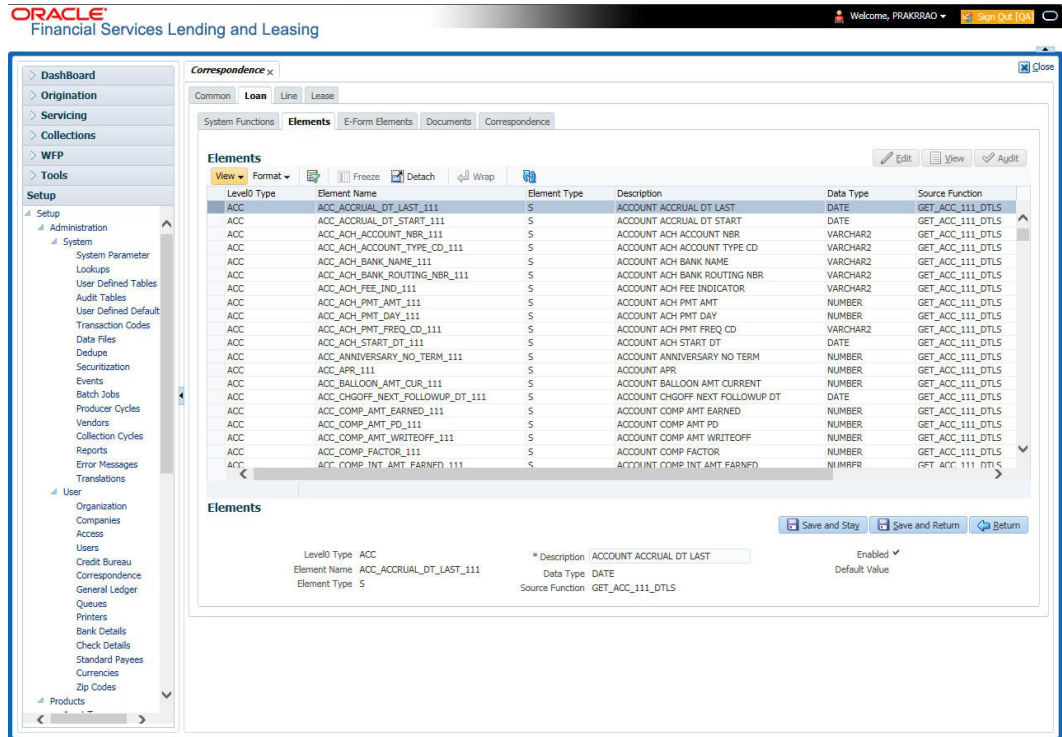 ORACLE
Financial Services Lending and Leasing
Welcome, PRAKRRAO
Sign Out [QA]
Close
DashBoard
Origination
Servicing
Collections
WFP
Tools
Setup
Setup
Administration
System
System Parameter
Lookups
User Defined Tables
Audit Tables
User Defined Default
Transaction Codes
Data Files
Dedupe
Securitization
Events
Batch Jobs
Producer Cycles
Vendors
Collection Cycles
Reports
Error Messages
Translations
User
Organization
Companies
Access
Users
Credit Bureau
Correspondence
General Ledger
Queues
Printers
Bank Details
Check Details
Standard Payees
Currencies
Zip Codes
Products
Correspondence x
Common Loan Line Lease
System Functions Elements E-Form Elements Documents Correspondence
Elements
Edit View Audit
View Format Freeze Detach Wrap
Level0 Type Element Name Element Type Description Data Type Source Function
ACC ACC_ACCRUAL_DT_LAST_111 S ACCOUNT ACCRUAL DT LAST DATE GET_ACC_111_DTLS
ACC ACC_ACCRUAL_DT_START_111 S ACCOUNT ACCRUAL DT START DATE GET_ACC_111_DTLS
ACC ACC_ACH_ACCOUNT_NBR_111 S ACCOUNT ACH ACCOUNT NBR VARCHAR2 GET_ACC_111_DTLS
ACC ACC_ACH_ACCOUNT_TYPE_CD_111 S ACCOUNT ACH ACCOUNT TYPE CD VARCHAR2 GET_ACC_111_DTLS
ACC ACC_ACH_BANK_NAME_111 S ACCOUNT ACH BANK NAME VARCHAR2 GET_ACC_111_DTLS
ACC ACC_ACH_BANK_ROUTING_NBR_111 S ACCOUNT ACH BANK ROUTING NBR VARCHAR2 GET_ACC_111_DTLS
ACC ACC_ACH_FEE_IND_111 S ACCOUNT ACH FEE INDICATOR VARCHAR2 GET_ACC_111_DTLS
ACC ACC_ACH_PMT_AMT_111 S ACCOUNT ACH PMT AMT NUMBER GET_ACC_111_DTLS
ACC ACC_ACH_PMT_DAY_111 S ACCOUNT ACH PMT DAY NUMBER GET_ACC_111_DTLS
ACC ACC_ACH_PMT_FREQ_CD_111 S ACCOUNT ACH PMT FREQ CD VARCHAR2 GET_ACC_111_DTLS
ACC ACC_ACH_START_DT_111 S ACCOUNT ACH START DT DATE GET_ACC_111_DTLS
ACC ACC_ANNIVERSARY_NO_TERM_111 S ACCOUNT ANNIVERSARY NO TERM NUMBER GET_ACC_111_DTLS
ACC ACC_APR_111 S ACCOUNT APR NUMBER GET_ACC_111_DTLS
ACC ACC_BALLOON_AMT_CUR_111 S ACCOUNT BALLOON AMT CURRENT NUMBER GET_ACC_111_DTLS
ACC ACC_CHGOFF_NEXT_FOLLOWUP_DT_111 S ACCOUNT CHGOFF NEXT FOLLOWUP DT DATE GET_ACC_111_DTLS
ACC ACC_COMP_AMT_EARNED_111 S ACCOUNT COMP AMT EARNED NUMBER GET_ACC_111_DTLS
ACC ACC_COMP_AMT_PD_111 S ACCOUNT COMP AMT PD NUMBER GET_ACC_111_DTLS
ACC ACC_COMP_AMT_WRITEOFF_111 S ACCOUNT COMP AMT WRITEOFF NUMBER GET_ACC_111_DTLS
ACC ACC_COMP_FACTOR_111 S ACCOUNT COMP FACTOR NUMBER GET_ACC_111_DTLS
ACC ACC_COMP_INT_AMT_EARNED_111 S ACCOUNT COMP INT AMT EARNED NUMBER GET_ACC_111_DTLS
Elements
Save and Stay Save and Return Return
Level0 Type ACC
Element Name ACC_ACCRUAL_DT_LAST_111
Element Type S
* Description ACCOUNT ACCRUAL DT LAST
Data Type DATE
Source Function GET_ACC_111_DTLS
Enabled
Default Value